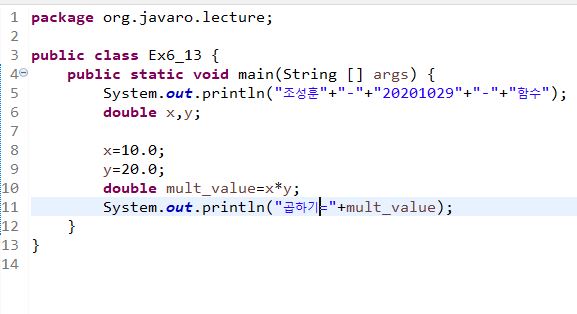 1 package org.javaro.lecture;
2
3 public class Ex6_13 {
4 public static void main(String [] args) {
5 System.out.println("조성훈"+"-"+"20201029"+"-"+"함수");
6 double x,y;
7
8 x=10.0;
9 y=20.0;
10 double mult_value=x*y;
11 System.out.println("곱하기="+mult_value);
12 }
13 }
14